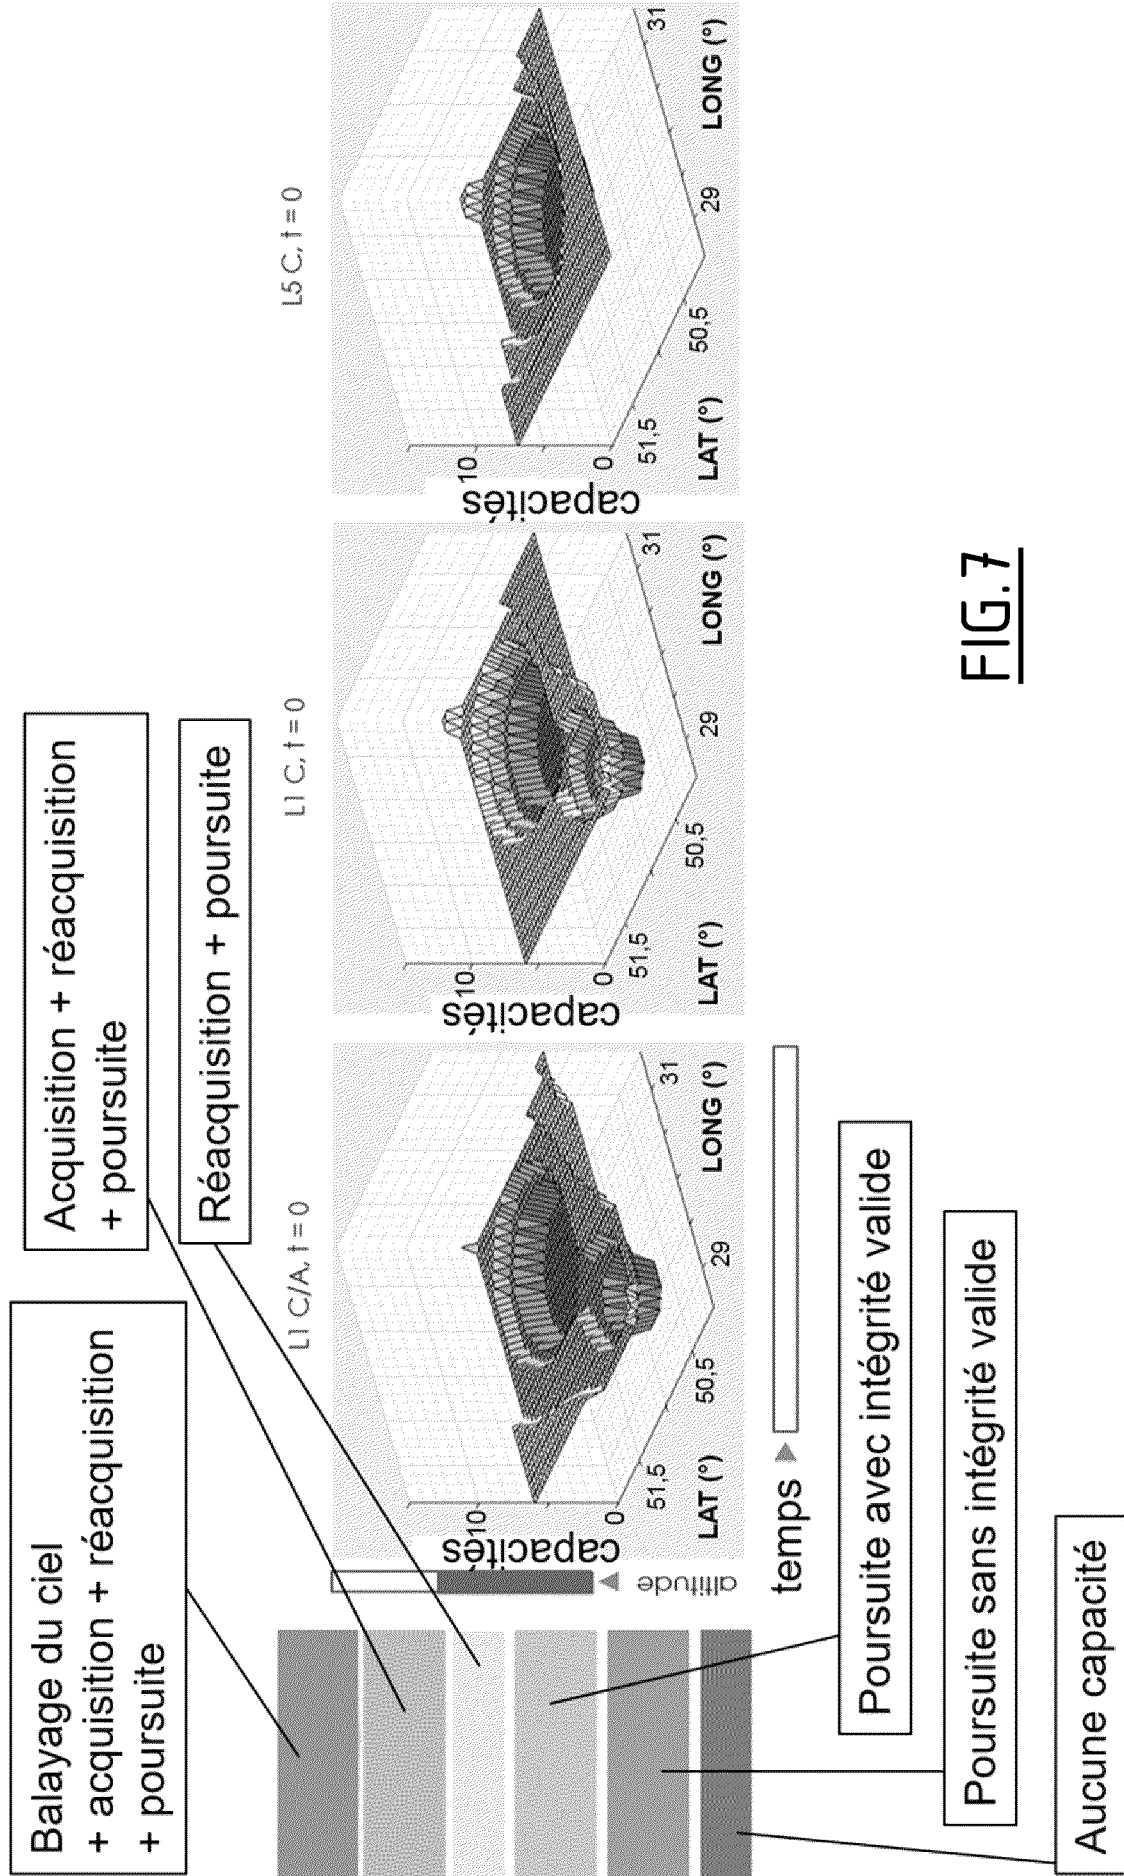 Balayage du ciel
+ acquisition + réacquisition
+ poursuite
Acquisition + réacquisition
+ poursuite
Réacquisition + poursuite
L1 C/A, t = 0
L1 C, t = 0
L5 C, t = 0
altitude
capacités
10
0
51,5
50,5
29
31
LAT (°)
LONG (°)
capacités
10
0
51,5
50,5
29
31
LAT (°)
LONG (°)
capacités
10
0
51,5
50,5
29
31
LAT (°)
LONG (°)
temps
Poursuite avec intégrité valide
Poursuite sans intégrité valide
Aucune capacité
FIG.7